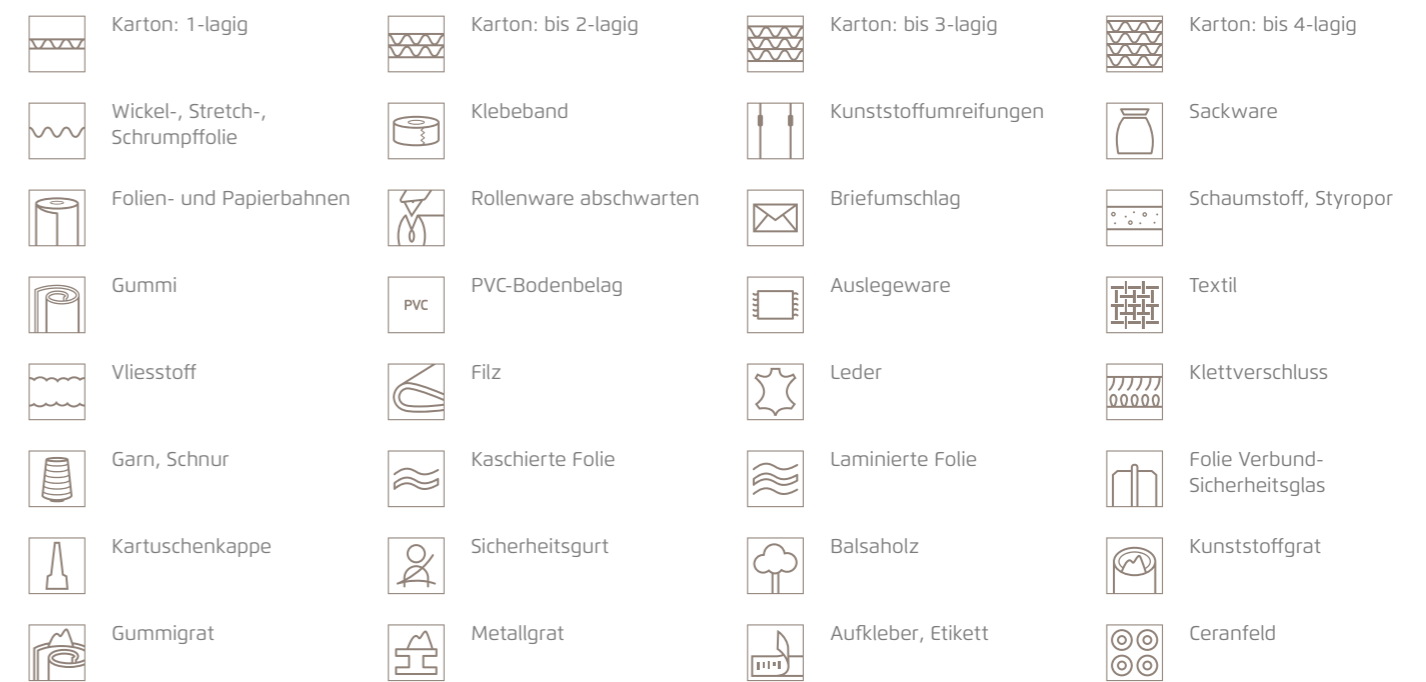 Karton: 1-lagig
Karton: bis 2-lagig
Karton: bis 3-lagig
Karton: bis 4-lagig
Wickel-, Stretch-,
Schrumpffolie
Klebeband
Kunststoffumreifungen
Sackware
Folien- und Papierbahnen
Rollenware abschwarten
Briefumschlag
Schaumstoff, Styropor
Gummi
PVC
PVC-Bodenbelag
Auslegeware
Textil
Vliesstoff
Filz
Leder
Klettverschluss
Garn, Schnur
Kaschierte Folie
Laminierte Folie
Folie Verbund-
Sicherheitsglas
Kartuschenkappe
Sicherheitsgurt
Balsaholz
Kunststoffgrat
Gummigrat
Metallgrat
Aufkleber, Etikett
Ceranfeld